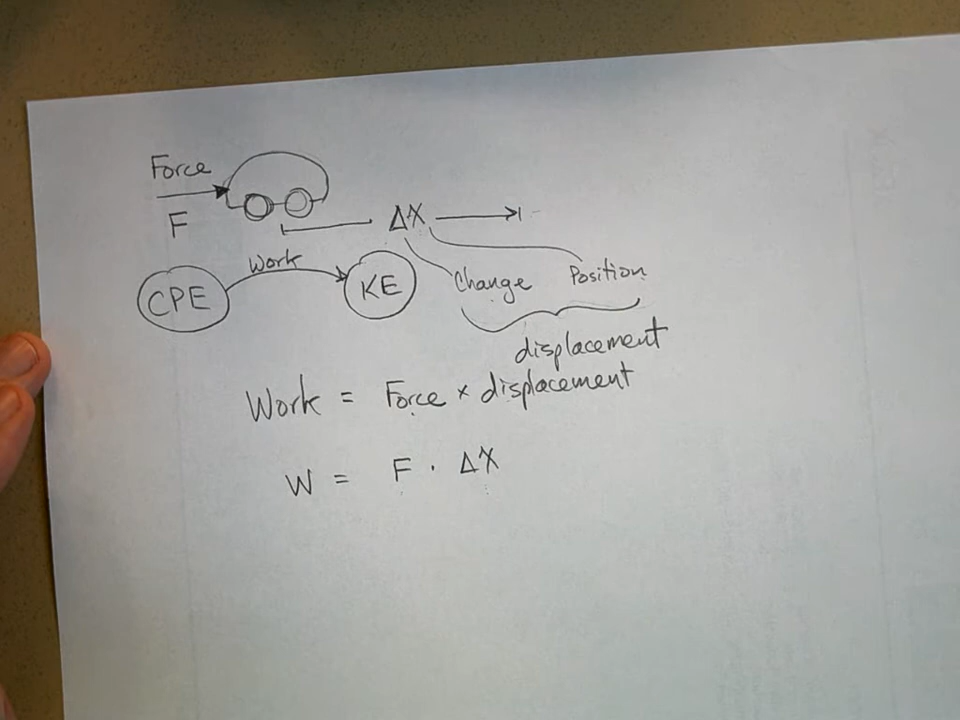 Force
F
ΔX
CPE
Work
KE
Change
Position
displacement
Work = Force × displacement
W = F · ΔX